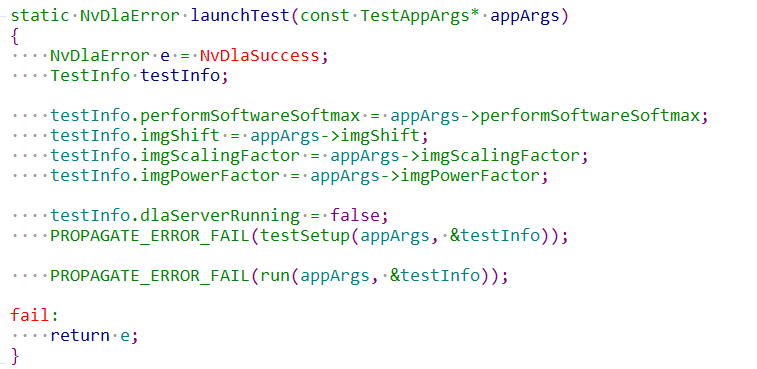 static NvDlaError launchTest(const TestAppArgs* appArgs)
{
    NvDlaError e = NvDlaSuccess;
    TestInfo testInfo;

    testInfo.performSoftwareSoftmax = appArgs->performSoftwareSoftmax;
    testInfo.imgShift = appArgs->imgShift;
    testInfo.imgScalingFactor = appArgs->imgScalingFactor;
    testInfo.imgPowerFactor = appArgs->imgPowerFactor;

    testInfo.dlaServerRunning = false;
    PROPAGATE_ERROR_FAIL(testSetup(appArgs, &testInfo));

    PROPAGATE_ERROR_FAIL(run(appArgs, &testInfo));

fail:
    return e;
}